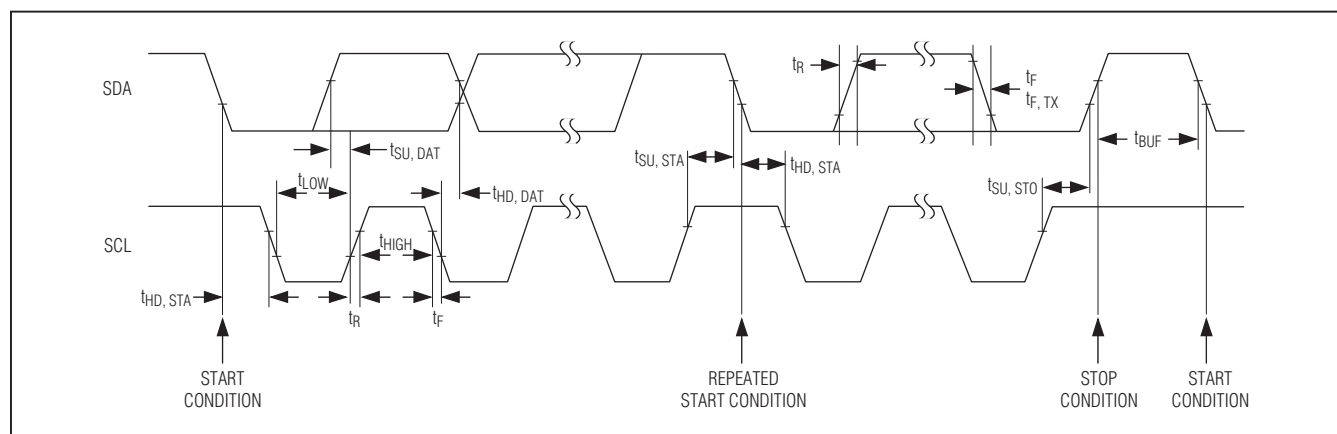 SDA
tSU, DAT
tLOW
tHD, DAT
tSU, STA
tHD, STA
tR
tF
tF, TX
tBUF
tSU, STO
SCL
tHIGH
tHD, STA
tR
tF
START
CONDITION
REPEATED
START CONDITION
STOP
CONDITION
START
CONDITION